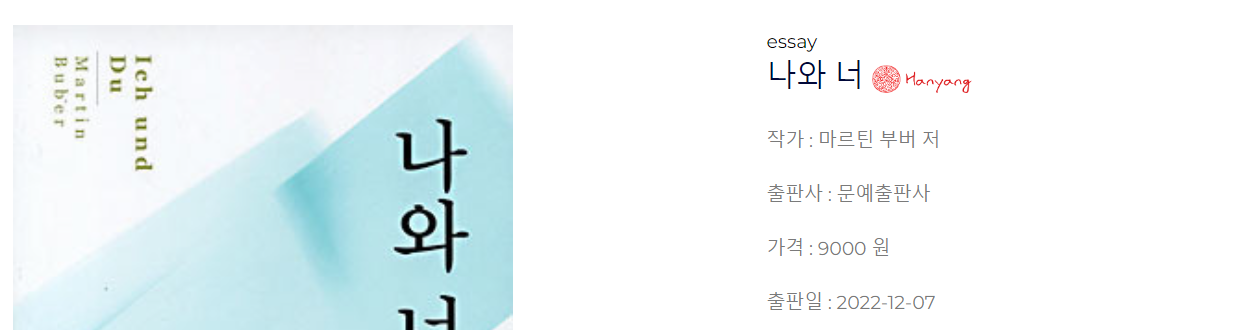 Ich und
Du
Martin
Buber
나와 너
essay
나와 너 Hanyang
작가 : 마르틴 부버 저
출판사 : 문예출판사
가격 : 9000 원
출판일 : 2022-12-07